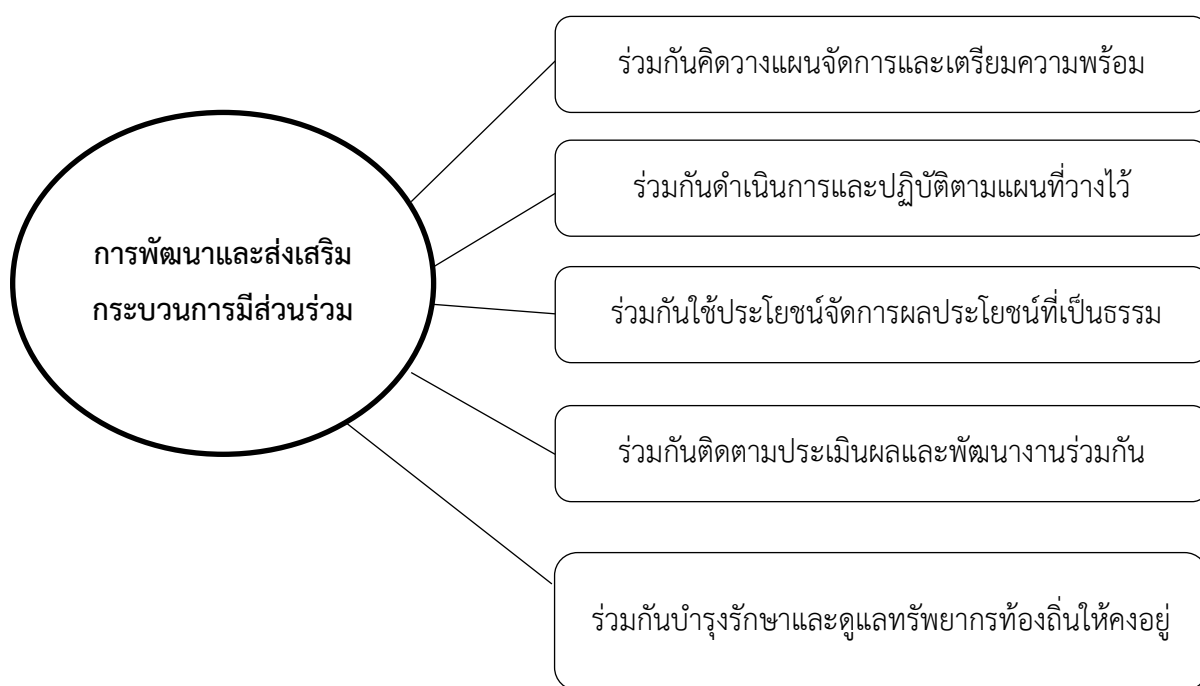 การพัฒนาและส่งเสริม
กระบวนการมีส่วนร่วม
ร่วมกันคิดวางแผนจัดการและเตรียมความพร้อม
ร่วมกันดำเนินการและปฏิบัติตามแผนที่วางไว้
ร่วมกันใช้ประโยชน์จัดการผลประโยชน์ที่เป็นธรรม
ร่วมกันติดตามประเมินผลและพัฒนางานร่วมกัน
ร่วมกันบำรุงรักษาและดูแลทรัพยากรท้องถิ่นให้คงอยู่